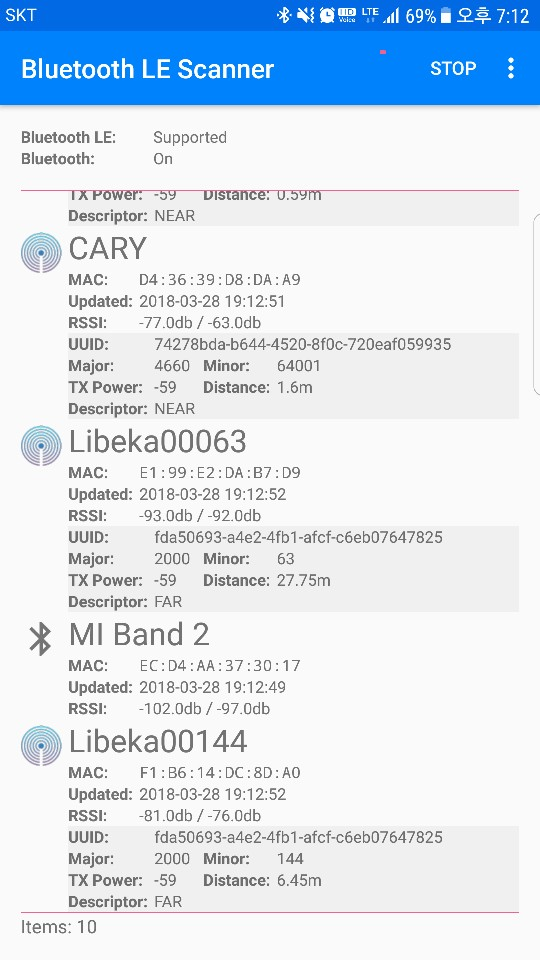 SKT HD Voice LTE 69% 오후 7:12
Bluetooth LE Scanner STOP
Bluetooth LE: Supported
Bluetooth: On
TX Power: -59 Distance: 0.59m
Descriptor: NEAR
CARY
MAC: D4:36:39:D8:DA:A9
Updated: 2018-03-28 19:12:51
RSSI: -77.0db / -63.0db
UUID: 74278bda-b644-4520-8f0c-720eaf059935
Major: 4660 Minor: 64001
TX Power: -59 Distance: 1.6m
Descriptor: NEAR
Libeka00063
MAC: E1:99:E2:DA:B7:D9
Updated: 2018-03-28 19:12:52
RSSI: -93.0db / -92.0db
UUID: fda50693-a4e2-4fb1-afcf-c6eb07647825
Major: 2000 Minor: 63
TX Power: -59 Distance: 27.75m
Descriptor: FAR
MI Band 2
MAC: EC:D4:AA:37:30:17
Updated: 2018-03-28 19:12:49
RSSI: -102.0db / -97.0db
Libeka00144
MAC: F1:B6:14:DC:8D:A0
Updated: 2018-03-28 19:12:52
RSSI: -81.0db / -76.0db
UUID: fda50693-a4e2-4fb1-afcf-c6eb07647825
Major: 2000 Minor: 144
TX Power: -59 Distance: 6.45m
Descriptor: FAR
Items: 10